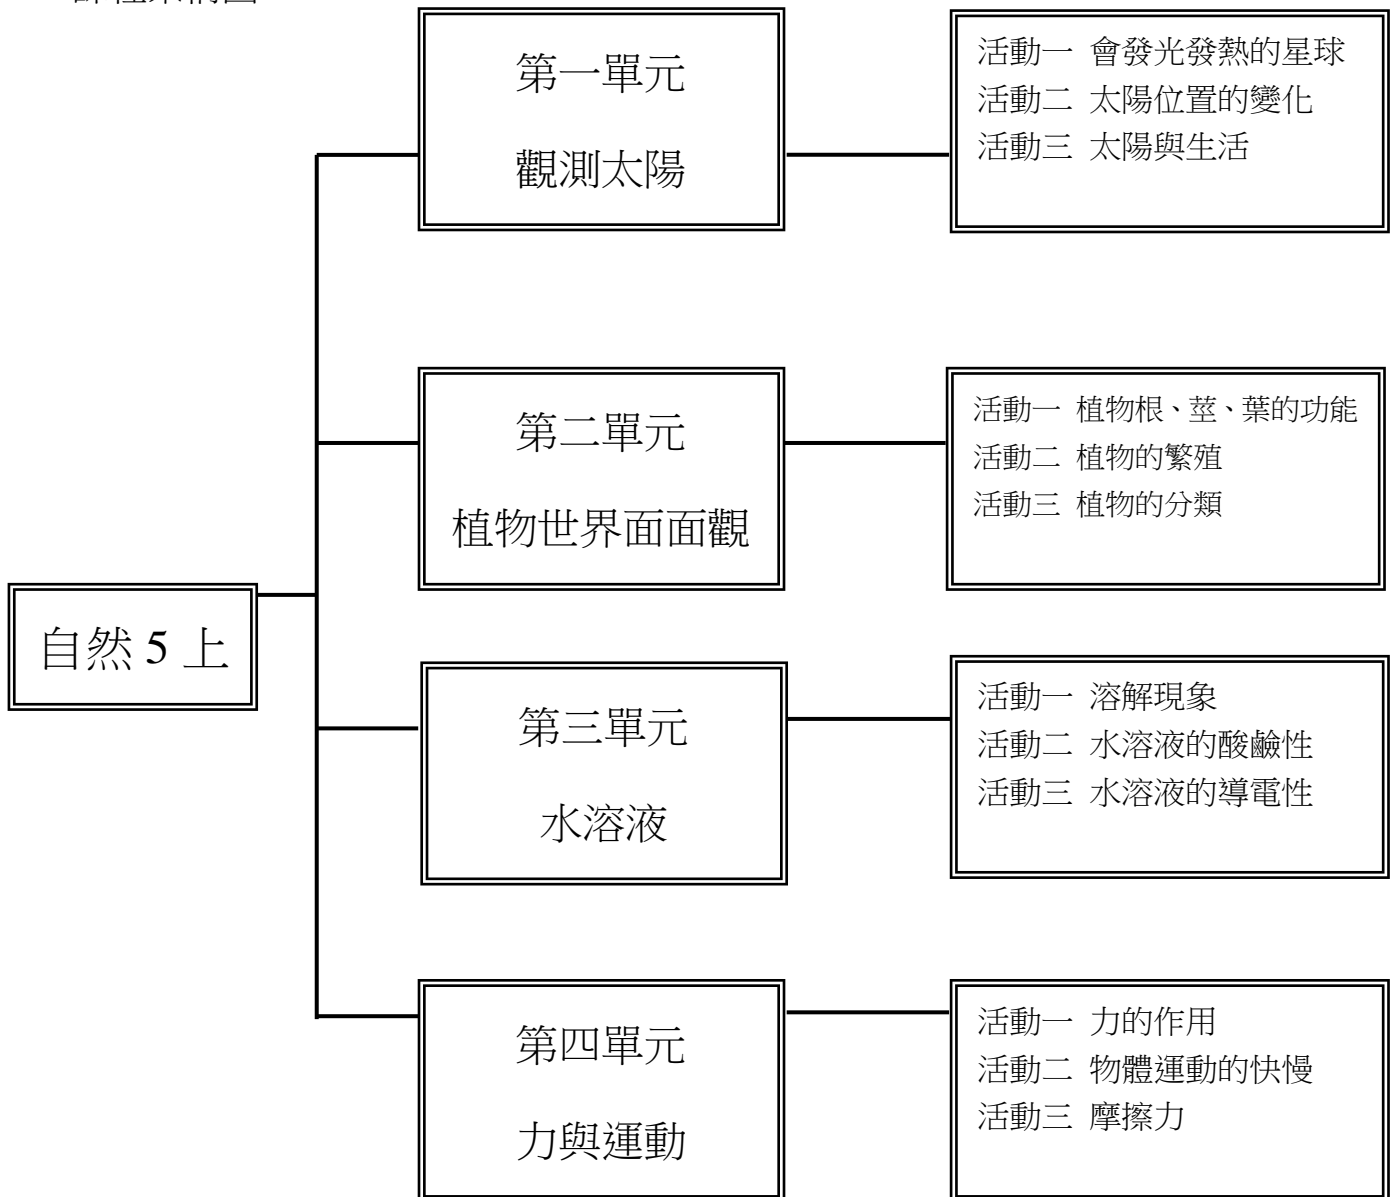 自然 5 上
第一單元
觀測太陽
活動一 會發光發熱的星球
活動二 太陽位置的變化
活動三 太陽與生活
第二單元
植物世界面面觀
活動一 植物根、莖、葉的功能
活動二 植物的繁殖
活動三 植物的分類
第三單元
水溶液
活動一 溶解現象
活動二 水溶液的酸鹼性
活動三 水溶液的導電性
第四單元
力與運動
活動一 力的作用
活動二 物體運動的快慢
活動三 摩擦力